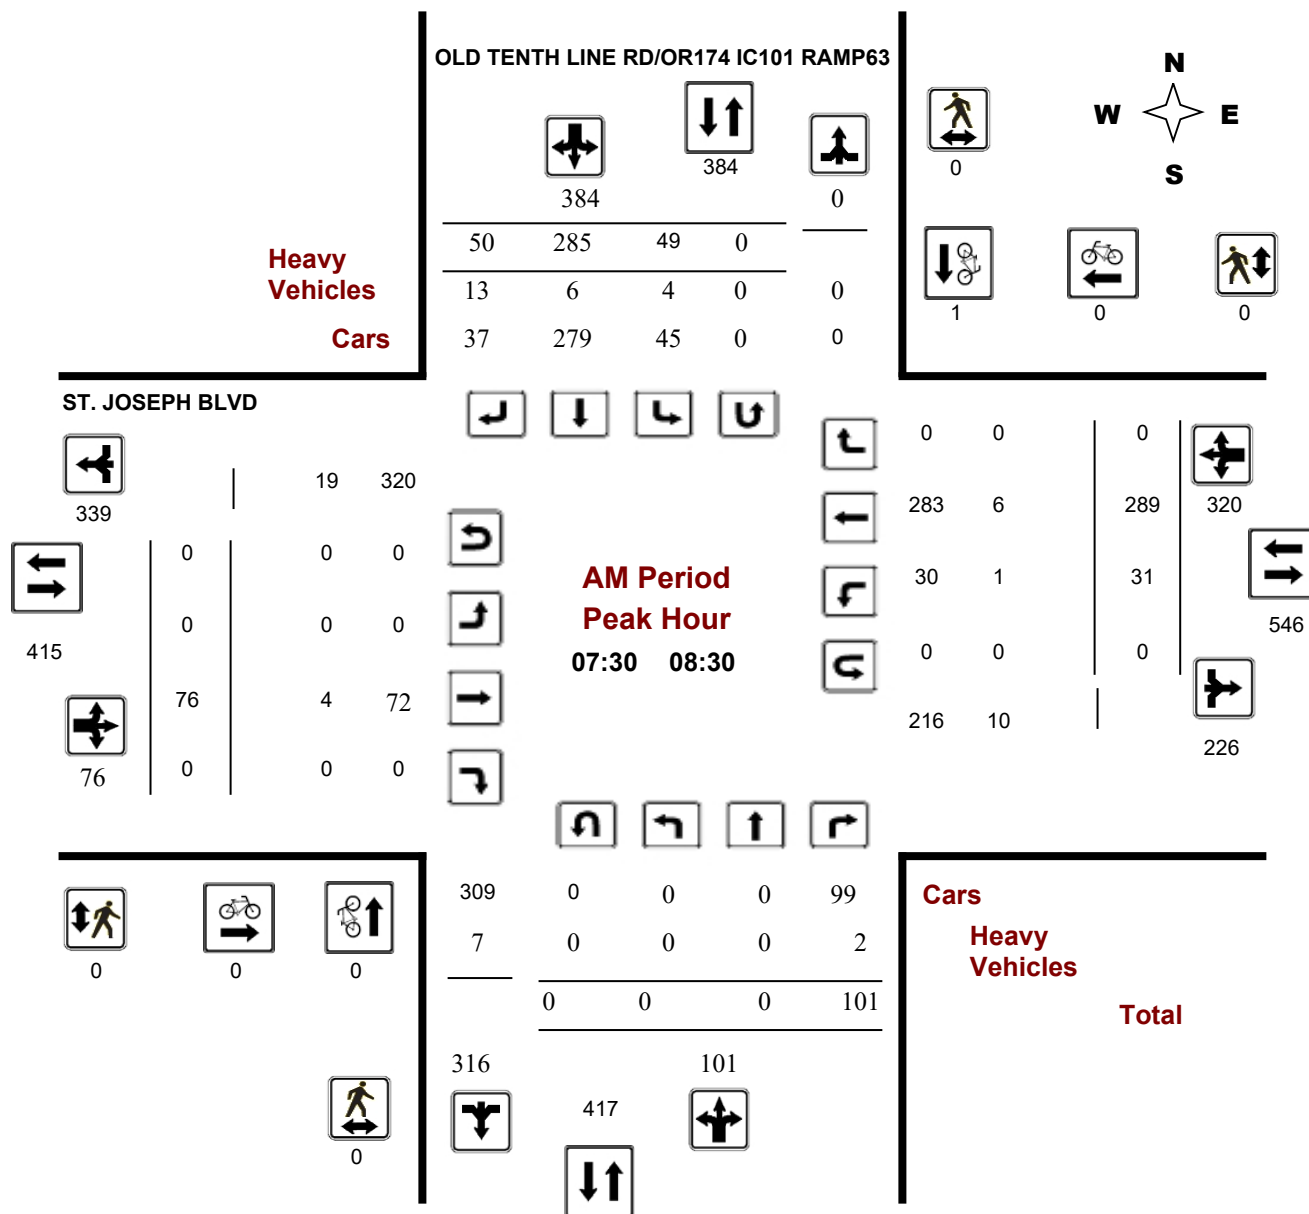 OLD TENTH LINE RD/OR174 IC101 RAMP63
N
W E
S
384
0
384 0
50 285 49 0
Heavy
Vehicles
13 6 4 0 0
1 0 0
Cars
37 279 45 0 0
ST. JOSEPH BLVD
0 0 0
19 320
339
283 6 289 320
0 0 0
AM Period
30 1 31
Peak Hour
0 0 0
546
415
07:30 08:30
0 0 0
76 4 72
216 10
226
76
0 0 0
309 0 0 0 99
Cars
7 0 0 0 2
Heavy
Vehicles
0 0 0
0 0 0 101
Total
316 101
417
0